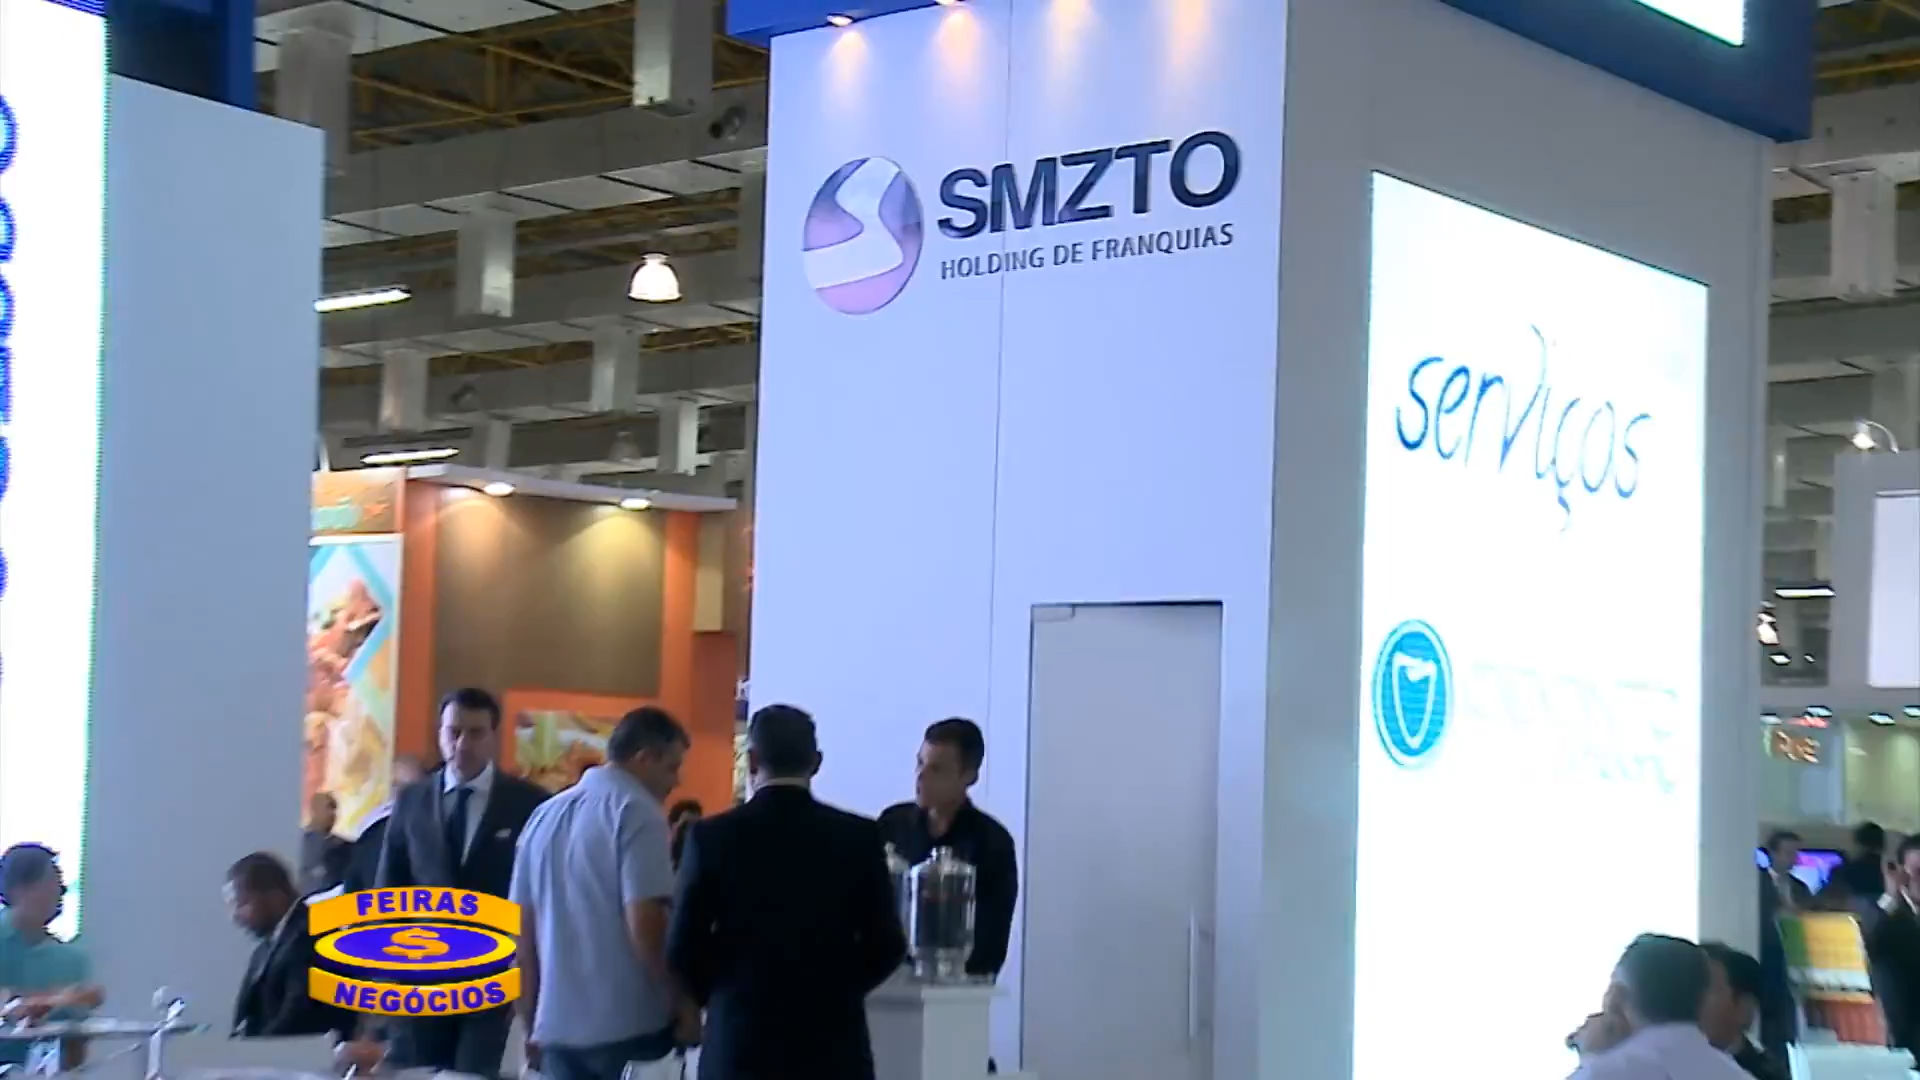 SMZTO
HOLDING DE FRANQUIAS
serviços
FEIRAS
$
NEGÓCIOS